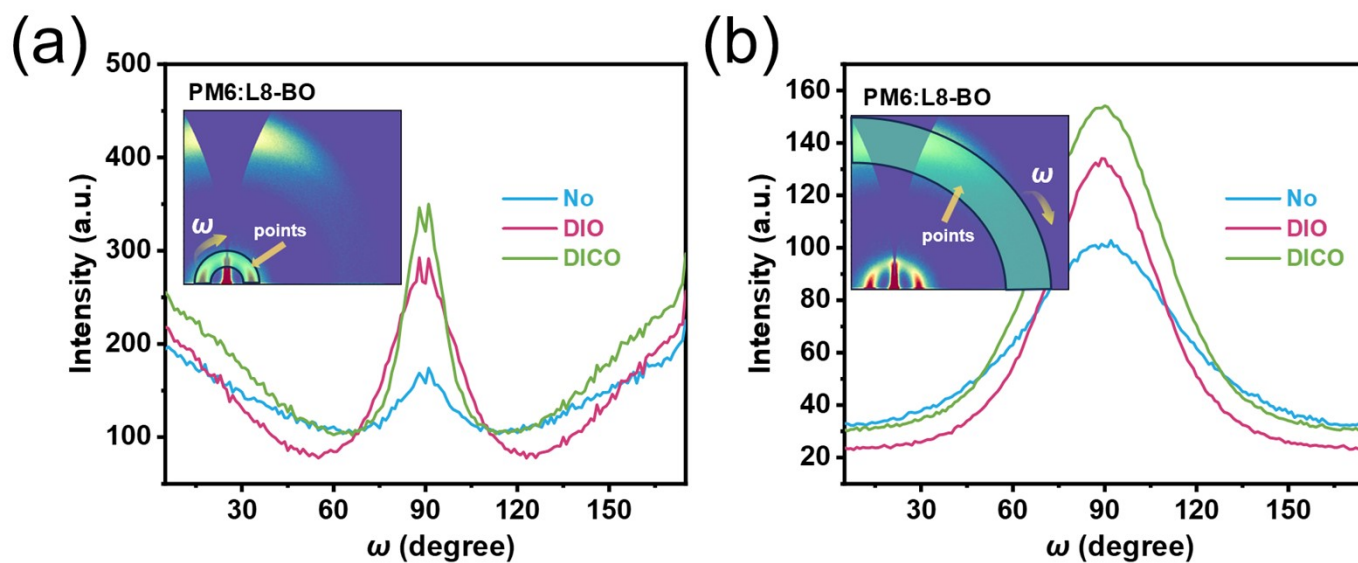 (a)
500
400
300
200
100
Intensity (a.u.)
PM6:L8-BO
ω
points
No
DIO
DICO
30
60
90
120
150
ω (degree)
(b)
160
140
120
100
80
60
40
20
Intensity (a.u.)
PM6:L8-BO
ω
points
No
DIO
DICO
30
60
90
120
150
ω (degree)